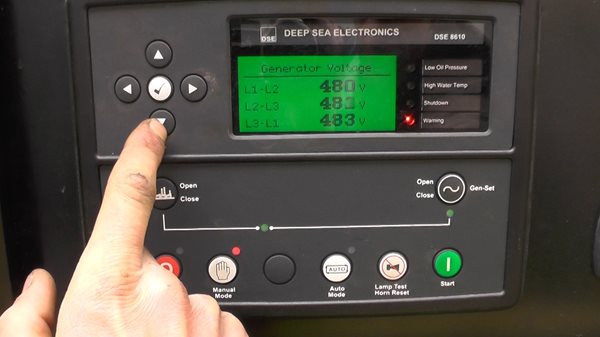 DSE
DEEP SEA ELECTRONICS
DSE 8610
Generator Voltage
L1-L2 480 V
L2-L3 483 V
L3-L1 483 V
Low Oil Pressure
High Water Temp
Shutdown
Warning
Open
Close
Open
Close
Gen-Set
Manual
Mode
AUTO
Auto
Mode
Lamp Test
Horn Reset
Start